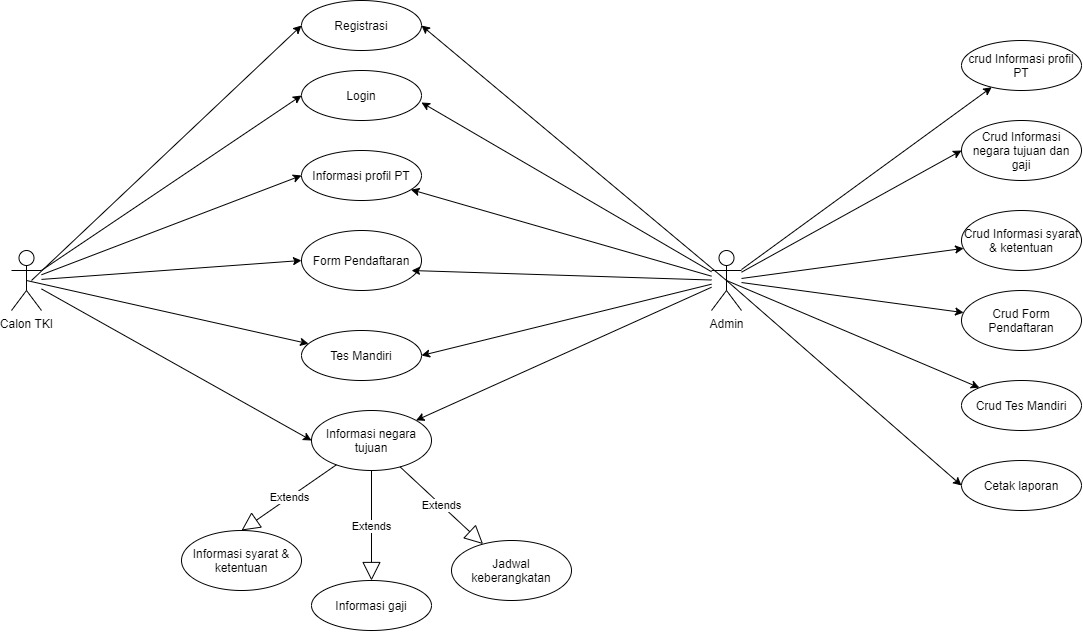 Registrasi
Login
Informasi profil PT
Form Pendaftaran
Tes Mandiri
Informasi negara
tujuan
Calon TKI
Admin
crud Informasi profil
PT
Crud Informasi
negara tujuan dan
gaji
Crud Informasi syarat
& ketentuan
Crud Form
Pendaftaran
Crud Tes Mandiri
Cetak laporan
Extends
Extends
Extends
Informasi syarat &
ketentuan
Informasi gaji
Jadwal
keberangkatan